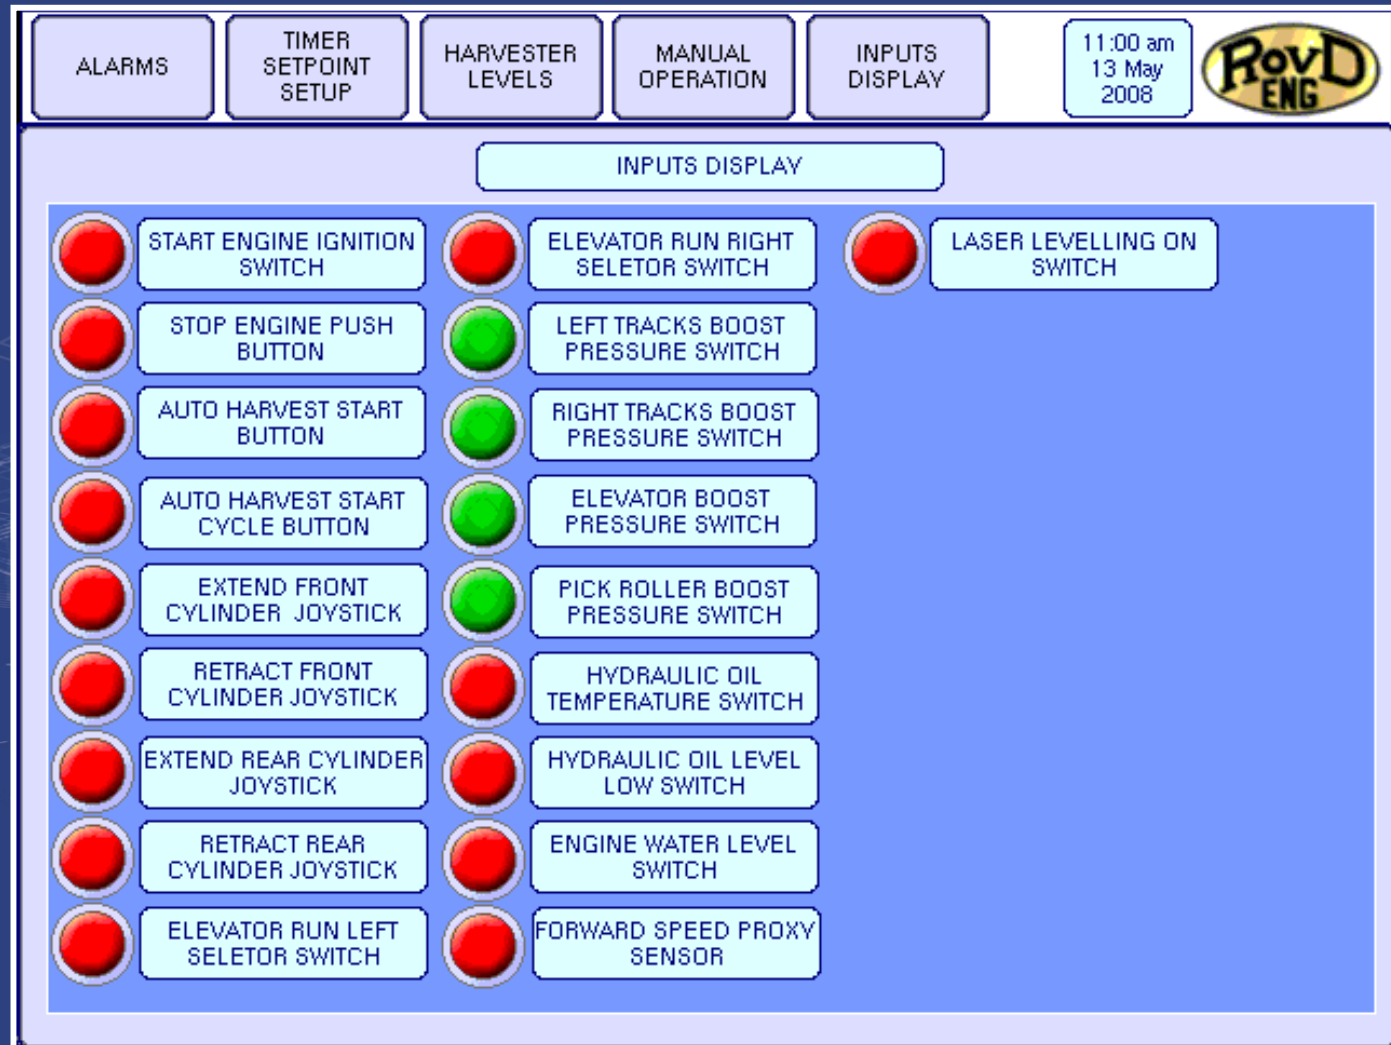 ALARMS
TIMER
SETPOINT
SETUP
HARVESTER
LEVELS
MANUAL
OPERATION
INPUTS
DISPLAY
11:00 am
13 May
2008
RovD
ENG
INPUTS DISPLAY
START ENGINE IGNITION
SWITCH
STOP ENGINE PUSH
BUTTON
AUTO HARVEST START
BUTTON
AUTO HARVEST START
CYCLE BUTTON
EXTEND FRONT
CYLINDER JOYSTICK
RETRACT FRONT
CYLINDER JOYSTICK
EXTEND REAR CYLINDER
JOYSTICK
RETRACT REAR
CYLINDER JOYSTICK
ELEVATOR RUN LEFT
SELETOR SWITCH
ELEVATOR RUN RIGHT
SELETOR SWITCH
LEFT TRACKS BOOST
PRESSURE SWITCH
RIGHT TRACKS BOOST
PRESSURE SWITCH
ELEVATOR BOOST
PRESSURE SWITCH
PICK ROLLER BOOST
PRESSURE SWITCH
HYDRAULIC OIL
TEMPERATURE SWITCH
HYDRAULIC OIL LEVEL
LOW SWITCH
ENGINE WATER LEVEL
SWITCH
FORWARD SPEED PROXY
SENSOR
LASER LEVELLING ON
SWITCH